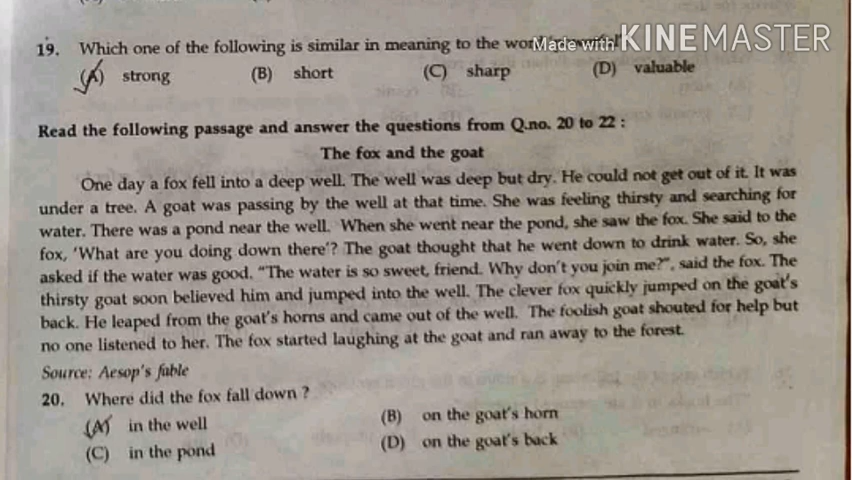 19. Which one of the following is similar in meaning to the wor
Made with KINEMASTER
(A) strong (B) short (C) sharp (D) valuable
Read the following passage and answer the questions from Q.no. 20 to 22 :
The fox and the goat
One day a fox fell into a deep well. The well was deep but dry. He could not get out of it. It was
under a tree. A goat was passing by the well at that time. She was feeling thirsty and searching for
water. There was a pond near the well. When she went near the pond, she saw the fox. She said to the
fox, 'What are you doing down there'? The goat thought that he went down to drink water. So, she
asked if the water was good. "The water is so sweet, friend. Why don't you join me?", said the fox. The
thirsty goat soon believed him and jumped into the well. The clever fox quickly jumped on the goat's
back. He leaped from the goat's horns and came out of the well. The foolish goat shouted for help but
no one listened to her. The fox started laughing at the goat and ran away to the forest.
Source: Aesop's fable
20. Where did the fox fall down ?
(A) in the well (B) on the goat's horn
(C) in the pond (D) on the goat's back